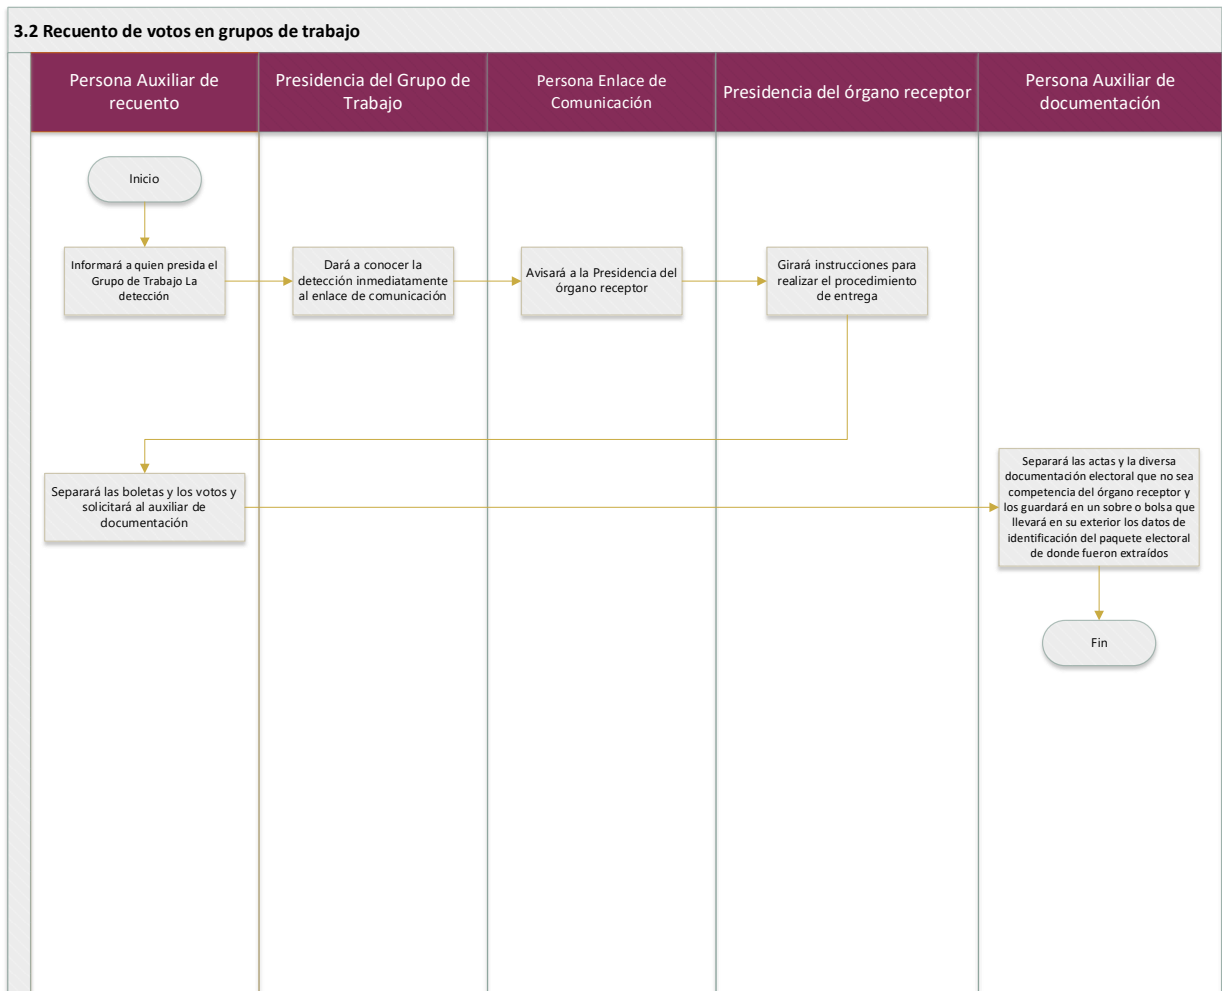 3.2 Recuento de votos en grupos de trabajo
Persona Auxiliar de
recuento
Presidencia del Grupo de
Trabajo
Persona Enlace de
Comunicación
Presidencia del órgano receptor
Persona Auxiliar de
documentación
Inicio
Informará a quien presida el
Grupo de Trabajo La
detección
Dará a conocer la
detección inmediatamente
al enlace de comunicación
Avisará a la Presidencia del
órgano receptor
Girará instrucciones para
realizar el procedimiento
de entrega
Separará las boletas y los votos y
solicitará al auxiliar de
documentación
Separará las actas y la diversa
documentación electoral que no sea
competencia del órgano receptor y
los guardará en un sobre o bolsa que
llevará en su exterior los datos de
identificación del paquete electoral
de donde fueron extraídos
Fin